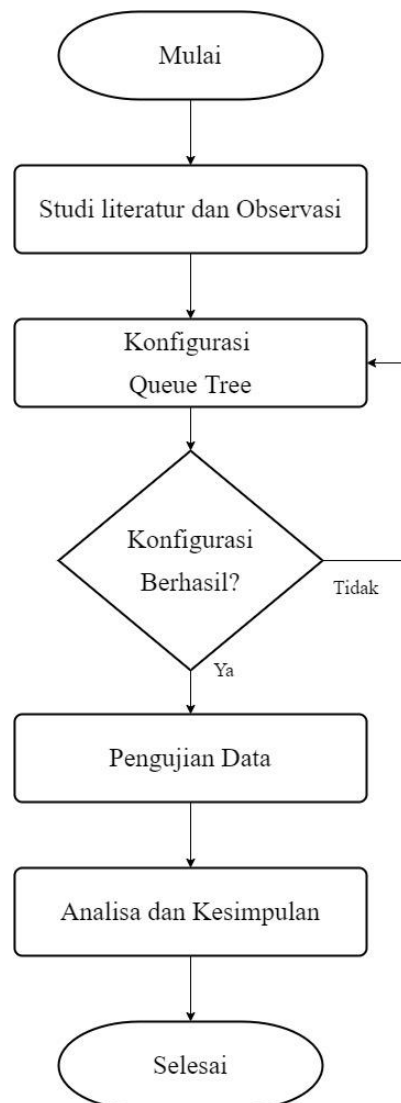 Mulai
Studi literatur dan Observasi
Konfigurasi
Queue Tree
Konfigurasi
Berhasil?
Tidak
Ya
Pengujian Data
Analisa dan Kesimpulan
Selesai